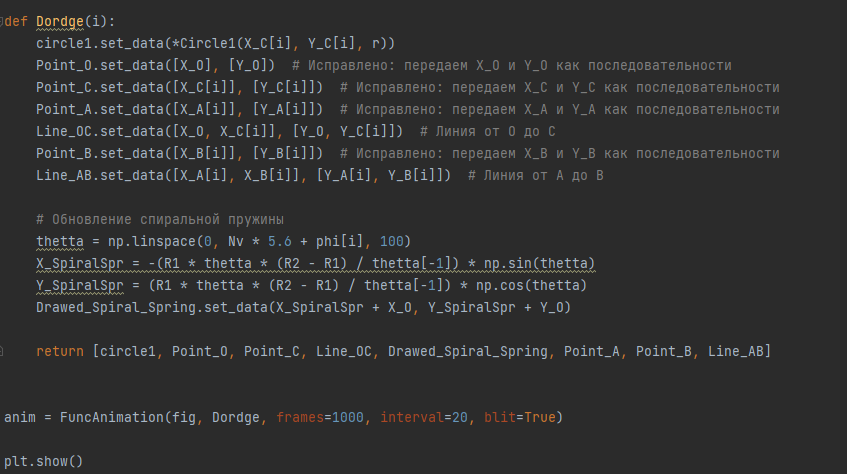 def Dordge(i):
    circle1.set_data(*Circle1(X_C[i], Y_C[i], r))
    Point_O.set_data([X_O], [Y_O])  # Исправлено: передаем X_O и Y_O как последовательности
    Point_C.set_data([X_C[i]], [Y_C[i]])  # Исправлено: передаем X_C и Y_C как последовательности
    Point_A.set_data([X_A[i]], [Y_A[i]])  # Исправлено: передаем X_A и Y_A как последовательности
    Line_OC.set_data([X_O, X_C[i]], [Y_O, Y_C[i]])  # Линия от O до C
    Point_B.set_data([X_B[i]], [Y_B[i]])  # Исправлено: передаем X_B и Y_B как последовательности
    Line_AB.set_data([X_A[i], X_B[i]], [Y_A[i], Y_B[i]])  # Линия от A до B

    # Обновление спиральной пружины
    thetta = np.linspace(0, Nv * 5.6 + phi[i], 100)
    X_SpiralSpr = -(R1 * thetta * (R2 - R1) / thetta[-1]) * np.sin(thetta)
    Y_SpiralSpr = (R1 * thetta * (R2 - R1) / thetta[-1]) * np.cos(thetta)
    Drawed_Spiral_Spring.set_data(X_SpiralSpr + X_O, Y_SpiralSpr + Y_O)

    return [circle1, Point_O, Point_C, Line_OC, Drawed_Spiral_Spring, Point_A, Point_B, Line_AB]


anim = FuncAnimation(fig, Dordge, frames=1000, interval=20, blit=True)

plt.show()